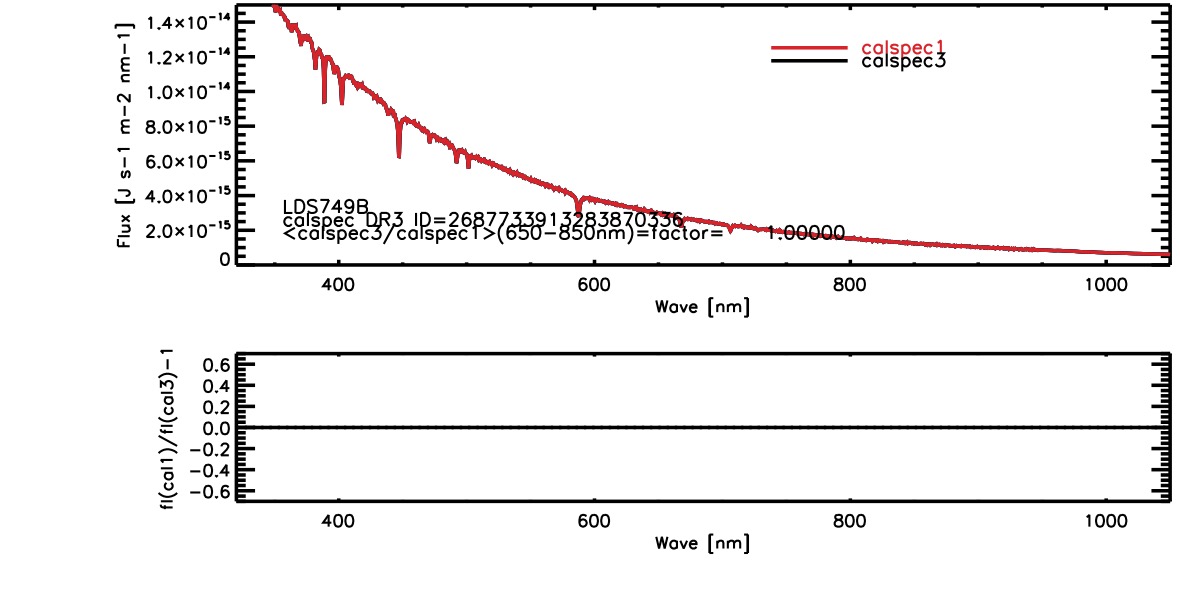 1.4×10⁻¹⁴
1.2×10⁻¹⁴
1.0×10⁻¹⁴
8.0×10⁻¹⁵
6.0×10⁻¹⁵
4.0×10⁻¹⁵
2.0×10⁻¹⁵
0
Flux [J s−1 m−2 nm−1]
calspec1
calspec3
LDS749B
calspec DR3 ID=2687733913283870336
<calspec3/calspec1>(650−850nm)=factor= 1.00000
400 600 800 1000
Wave [nm]
fl(cal1)/fl(cal3)−1
0.6
0.4
0.2
0.0
−0.2
−0.4
−0.6
400 600 800 1000
Wave [nm]